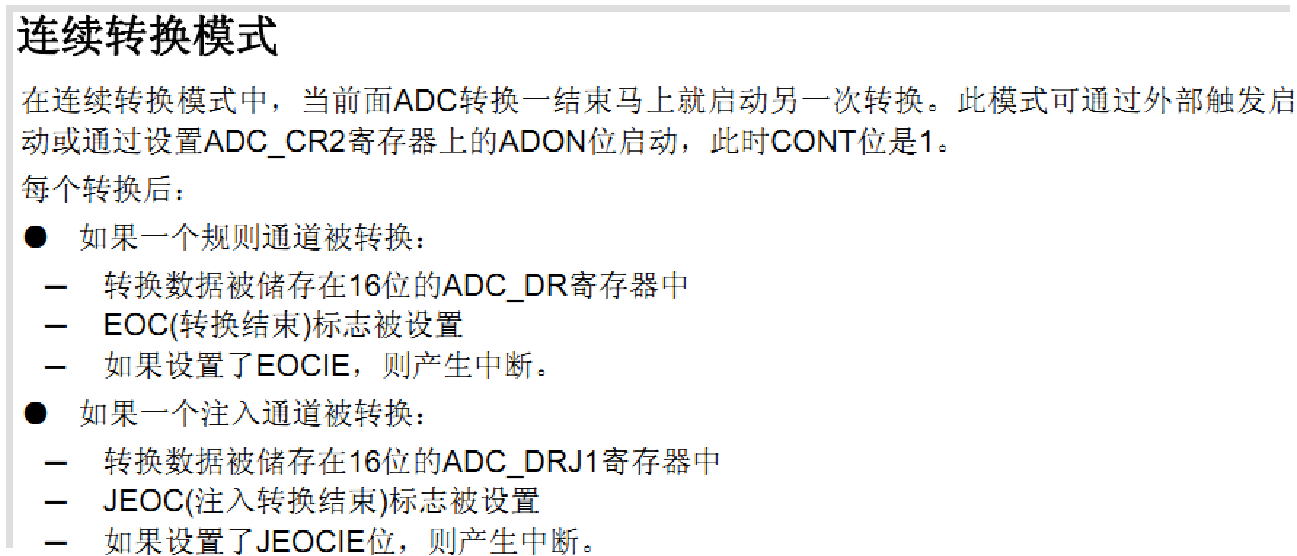 连续转换模式
在连续转换模式中，当前面ADC转换一结束马上就启动另一次转换。此模式可通过外部触发启
动或通过设置ADC_CR2寄存器上的ADON位启动，此时CONT位是1。
每个转换后：
● 如果一个规则通道被转换：
— 转换数据被储存在16位的ADC_DR寄存器中
— EOC(转换结束)标志被设置
— 如果设置了EOCIE，则产生中断。
● 如果一个注入通道被转换：
— 转换数据被储存在16位的ADC_DRJ1寄存器中
— JEOC(注入转换结束)标志被设置
— 如果设置了JEOCIE位，则产生中断。